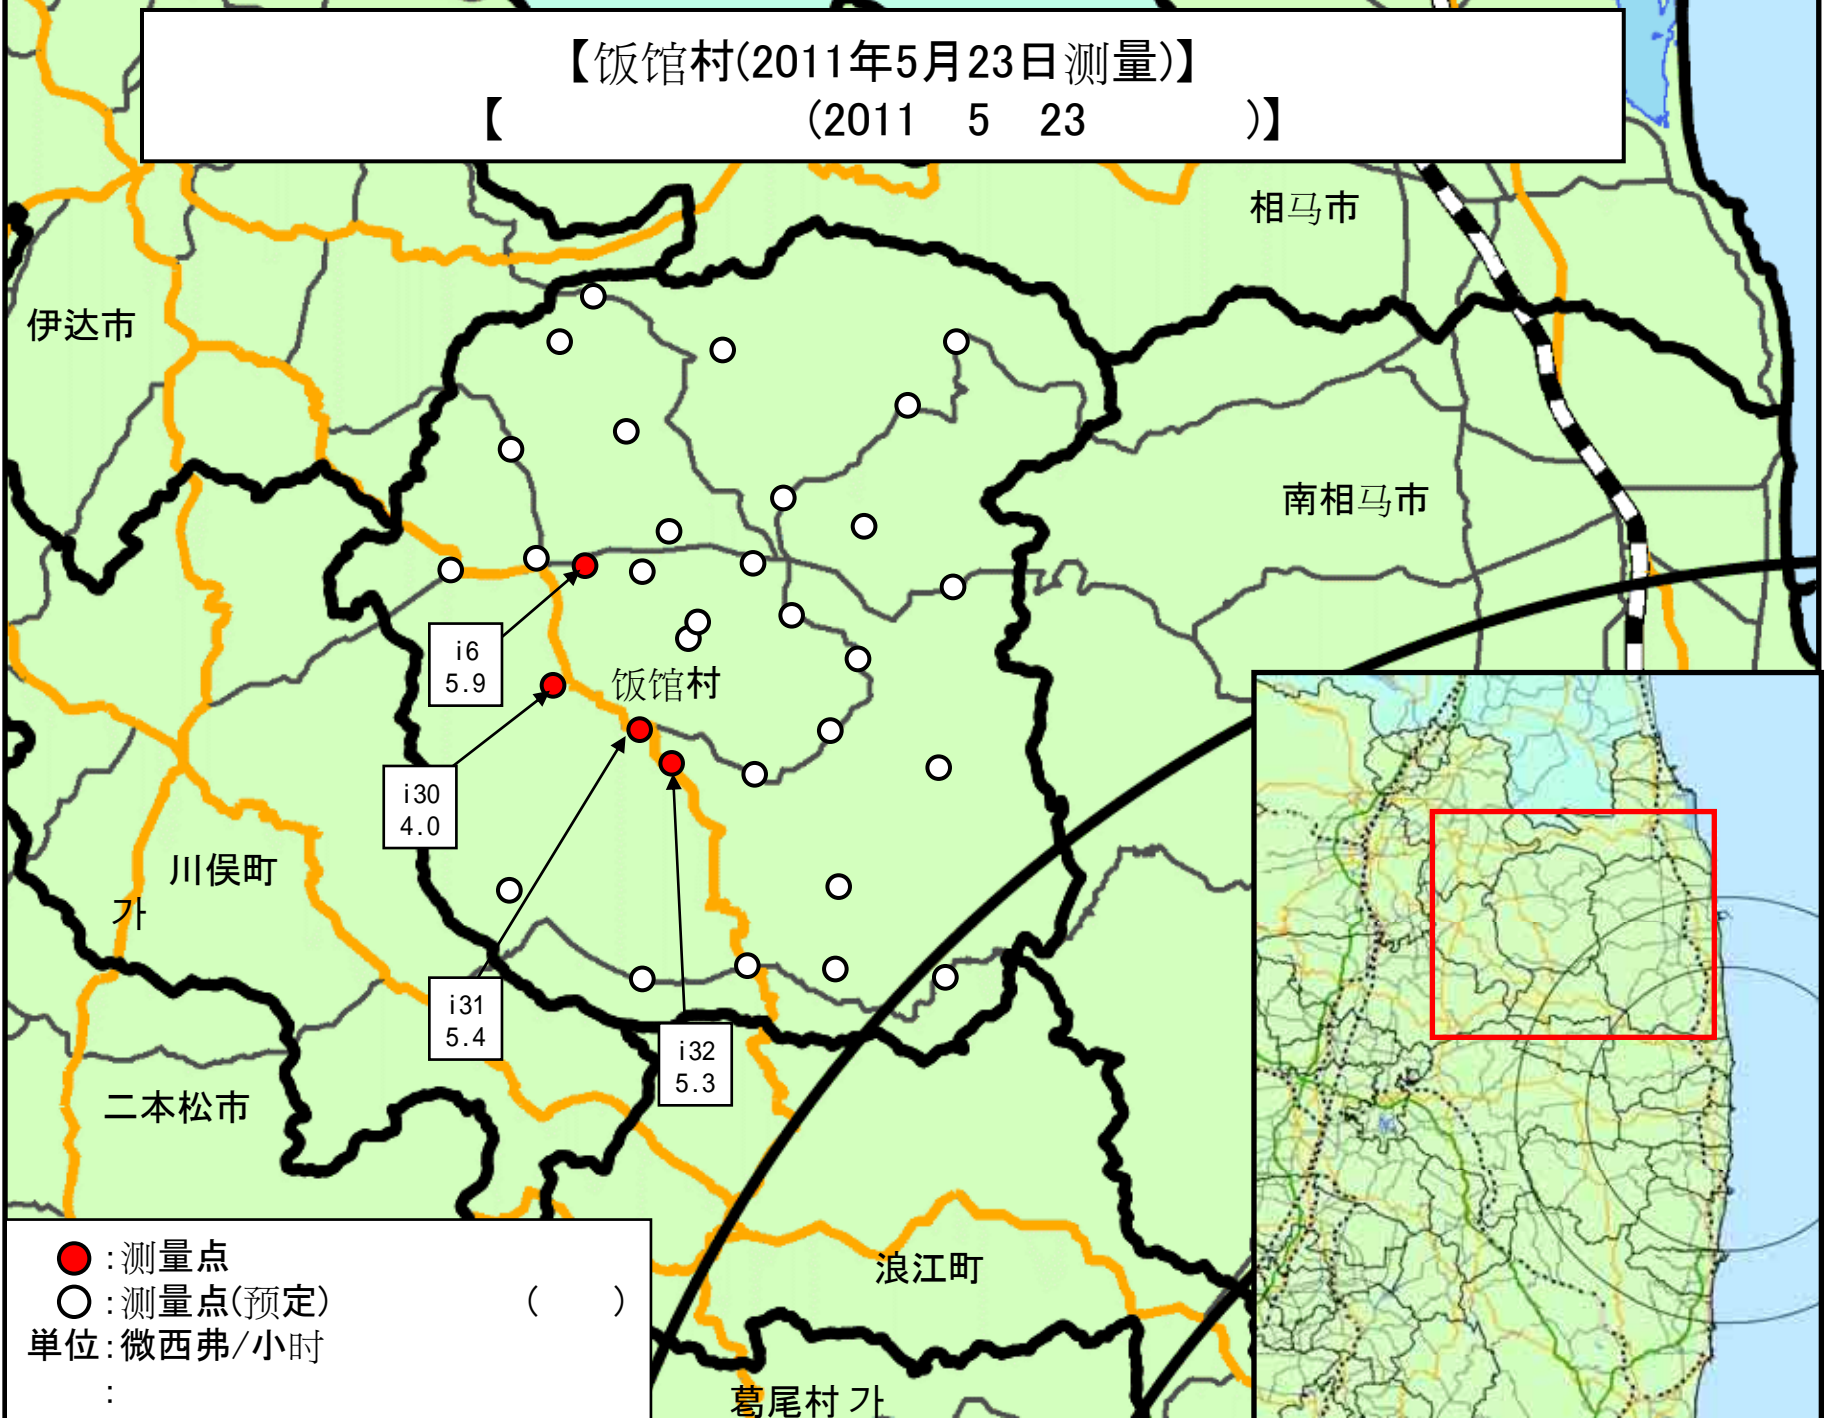 【饭馆村(2011年5月23日测量)】
【 (2011 5 23 )】
相马市
伊达市
南相马市
i6
5.9
饭馆村
i30
4.0
川俣町
가
i31
5.4
i32
5.3
二本松市
浪江町
:测量点
:测量点(预定) ( )
単位:微西弗/小时
:
葛尾村 가